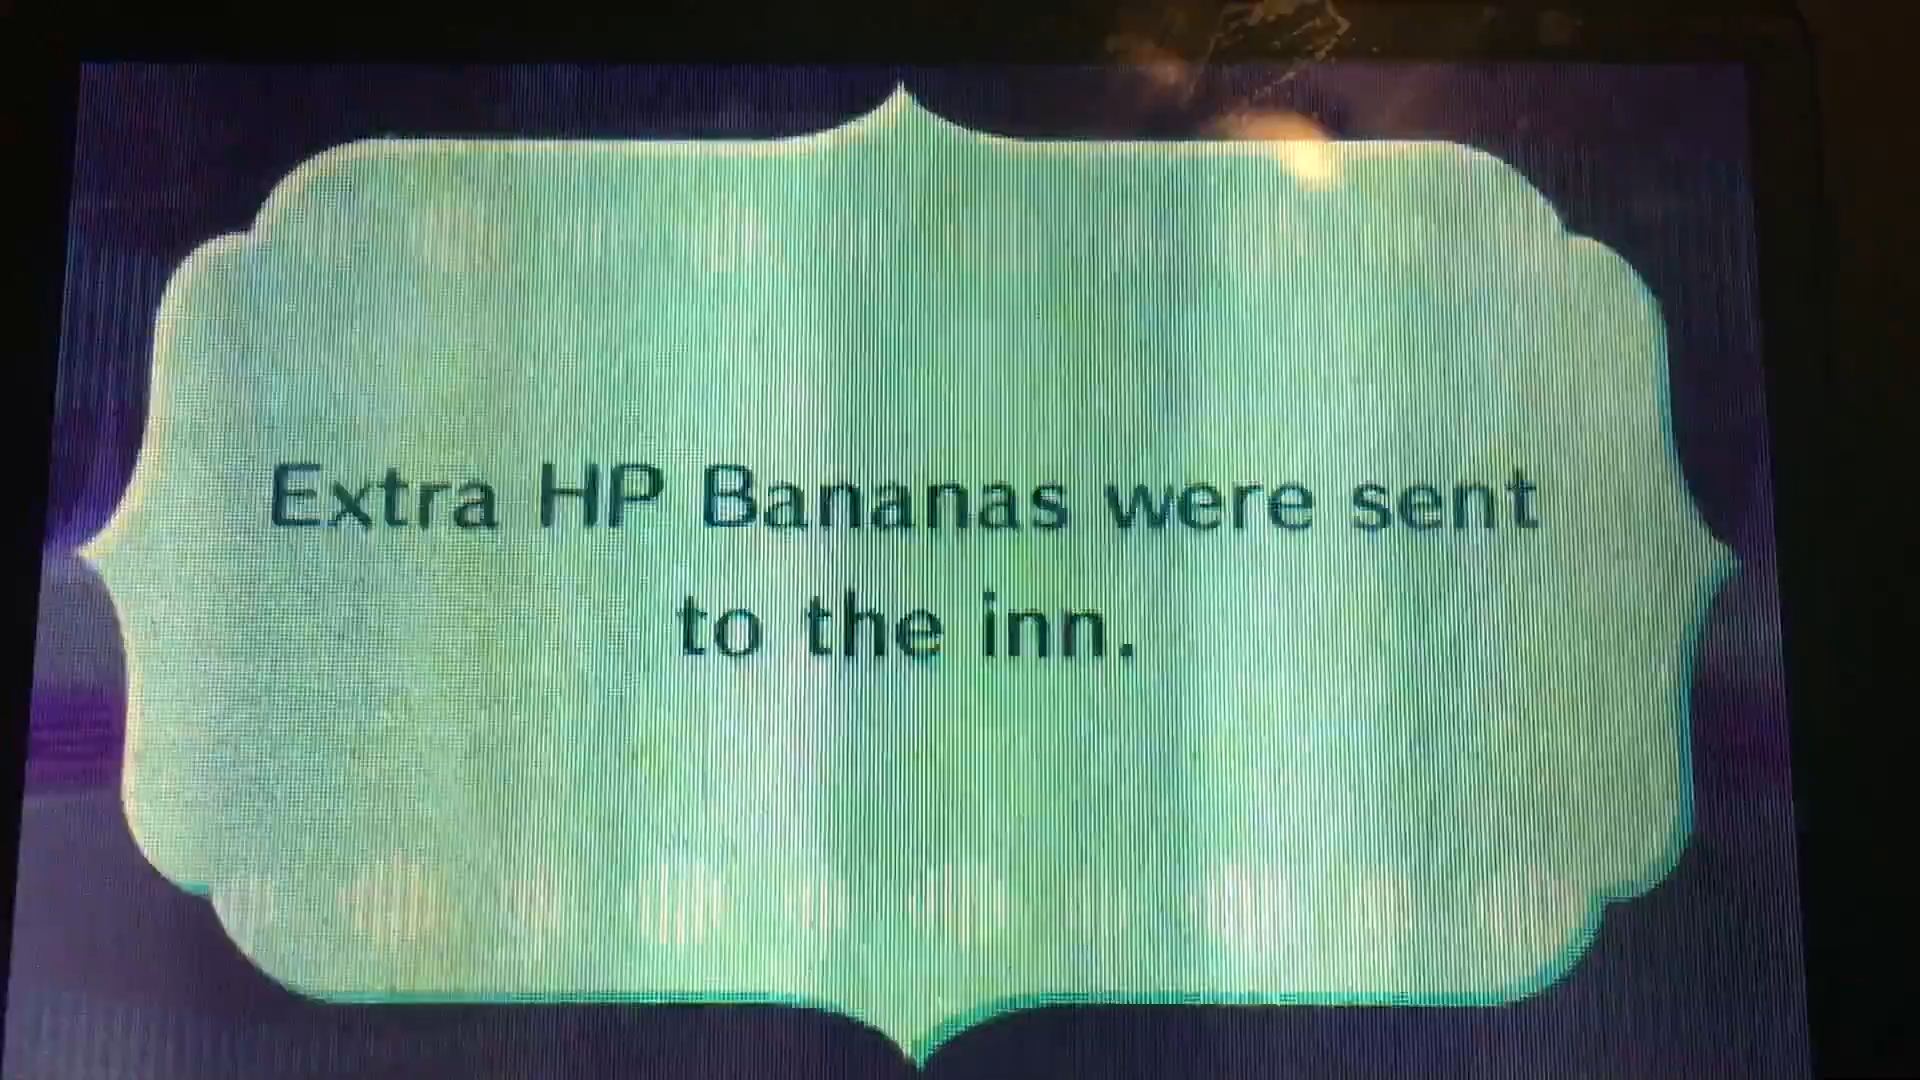 Extra HP Bananas were sent
to the inn.